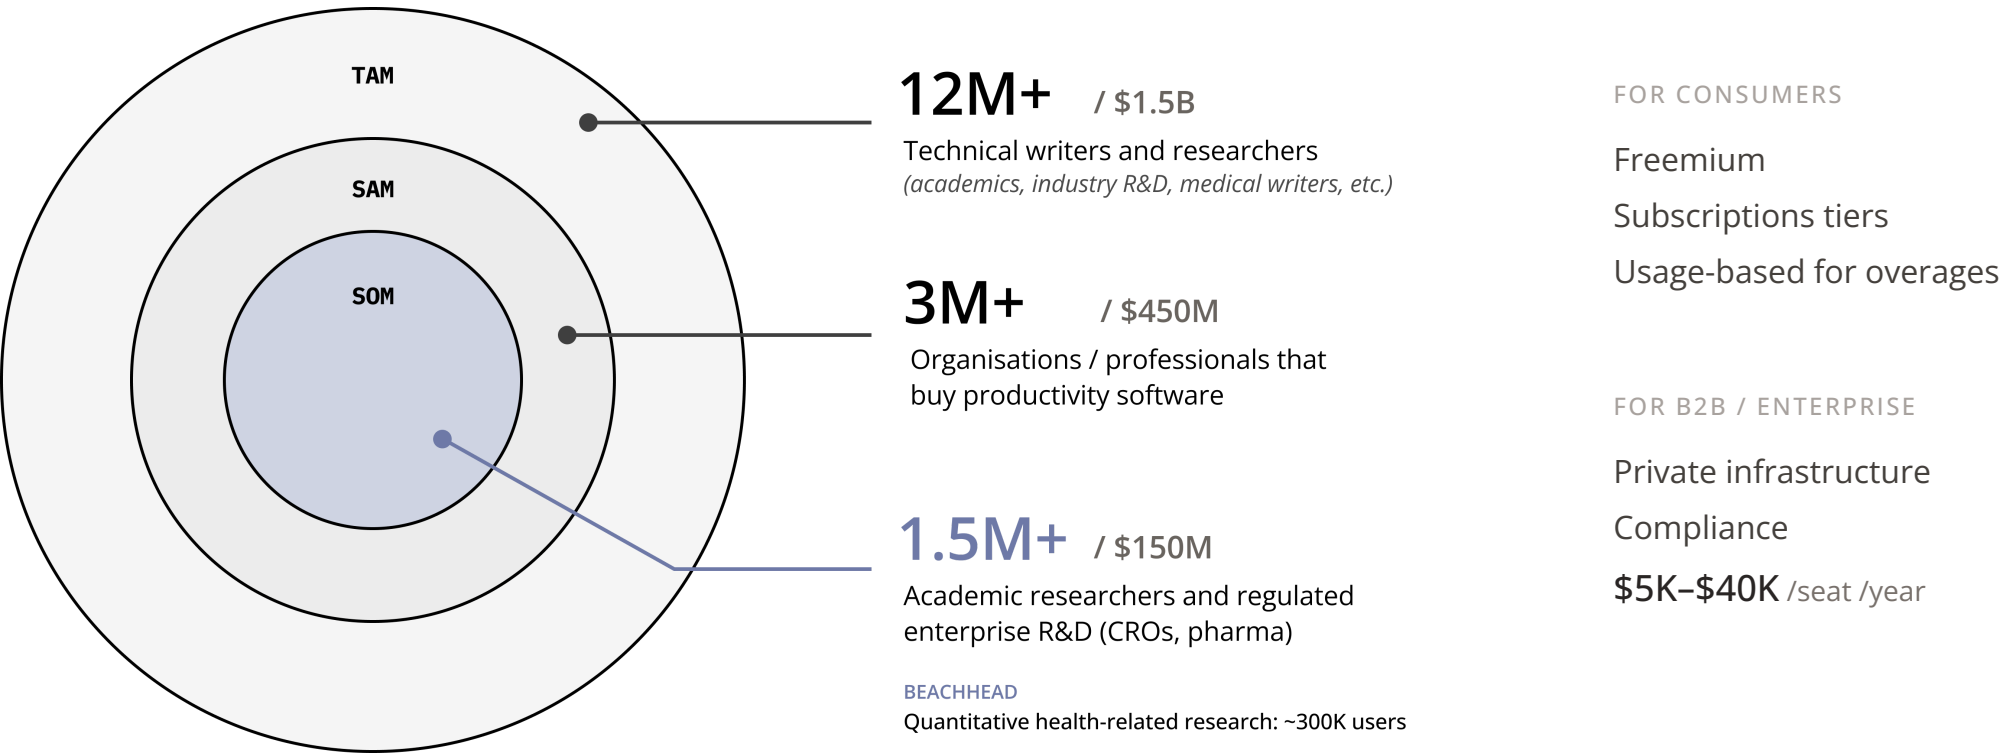 TAM
SAM
SOM
12M+ / $1.5B
Technical writers and researchers
(academics, industry R&D, medical writers, etc.)
3M+ / $450M
Organisations / professionals that
buy productivity software
1.5M+ / $150M
Academic researchers and regulated
enterprise R&D (CROs, pharma)
BEACHHEAD
Quantitative health-related research: ~300K users
FOR CONSUMERS
Freemium
Subscriptions tiers
Usage-based for overages
FOR B2B / ENTERPRISE
Private infrastructure
Compliance
$5K–$40K /seat /year